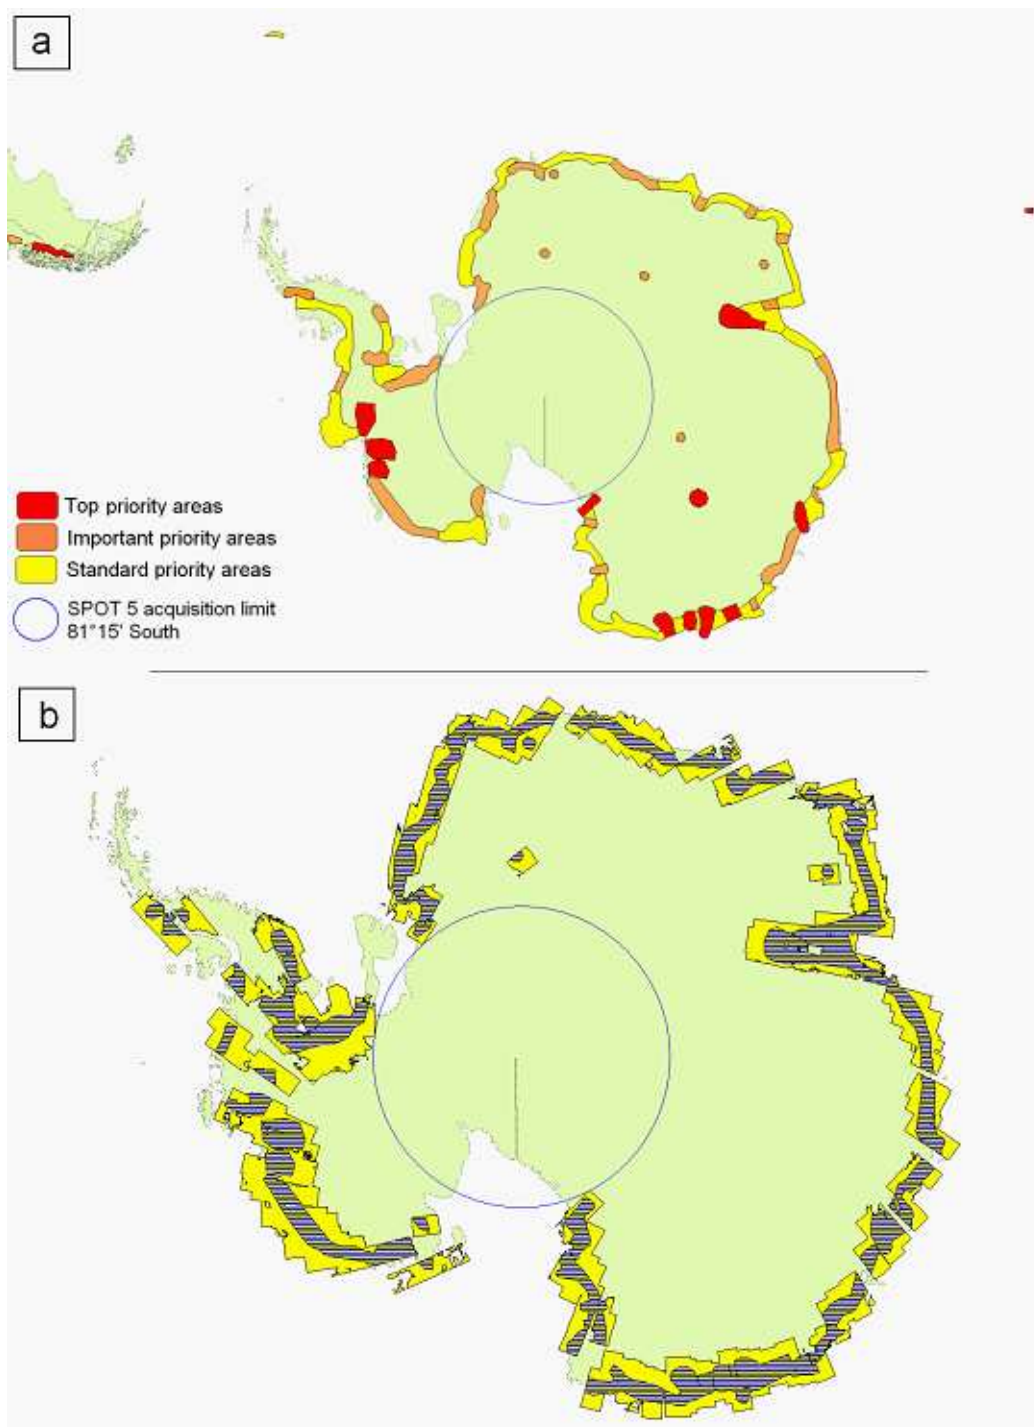 a
Top priority areas
Important priority areas
Standard priority areas
SPOT 5 acquisition limit
81°15' South
b